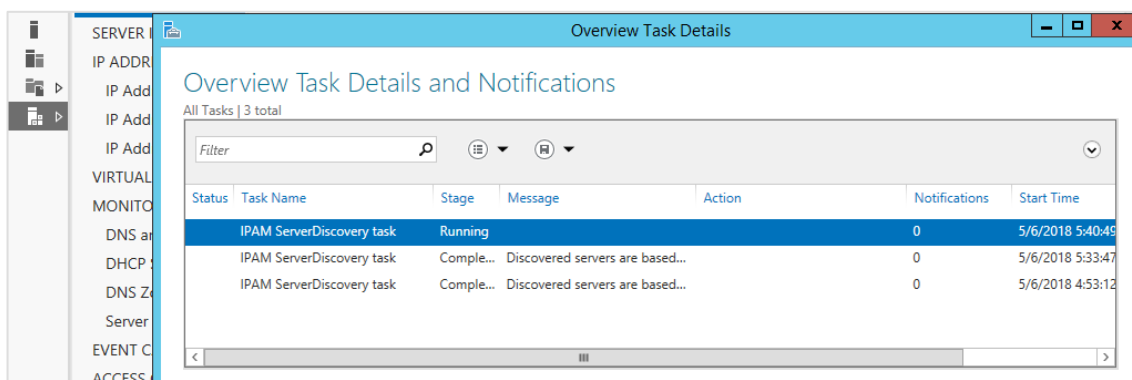 Overview Task Details
x
SERVER I
IP ADDR
IP Add
IP Add
IP Add
VIRTUAL
MONITO
DNS ar
DHCP
DNS Z
Server
EVENT C
ACCESS
Overview Task Details and Notifications
All Tasks | 3 total
Filter
Status Task Name Stage Message Action Notifications Start Time
IPAM ServerDiscovery task Running 0 5/6/2018 5:40:49
IPAM ServerDiscovery task Comple... Discovered servers are based... 0 5/6/2018 5:33:47
IPAM ServerDiscovery task Comple... Discovered servers are based... 0 5/6/2018 4:53:12